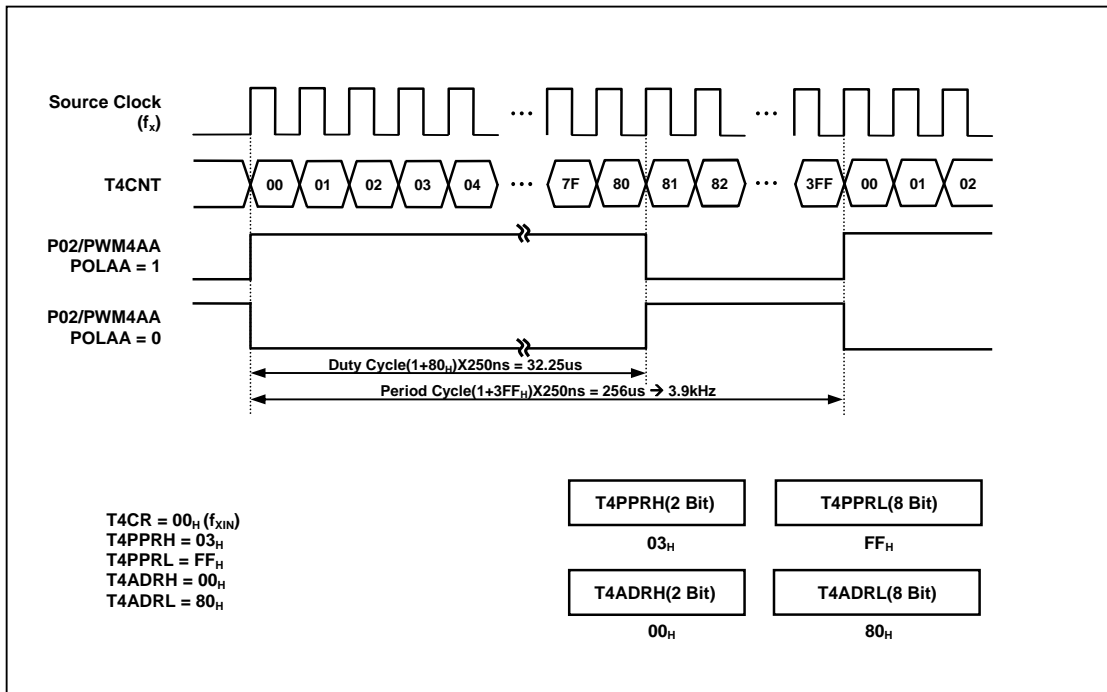 Source Clock
(fx)
T4CNT
00 01 02 03 04 ··· 7F 80 81 82 ··· 3FF 00 01 02
P02/PWM4AA
POLAA = 1
P02/PWM4AA
POLAA = 0
Duty Cycle(1+80H)X250ns = 32.25us
Period Cycle(1+3FFH)X250ns = 256us → 3.9kHz
T4CR = 00H (fXIN)
T4PPRH = 03H
T4PPRL = FFH
T4ADRH = 00H
T4ADRL = 80H
T4PPRH(2 Bit) T4PPRL(8 Bit)
03H FFH
T4ADRH(2 Bit) T4ADRL(8 Bit)
00H 80H